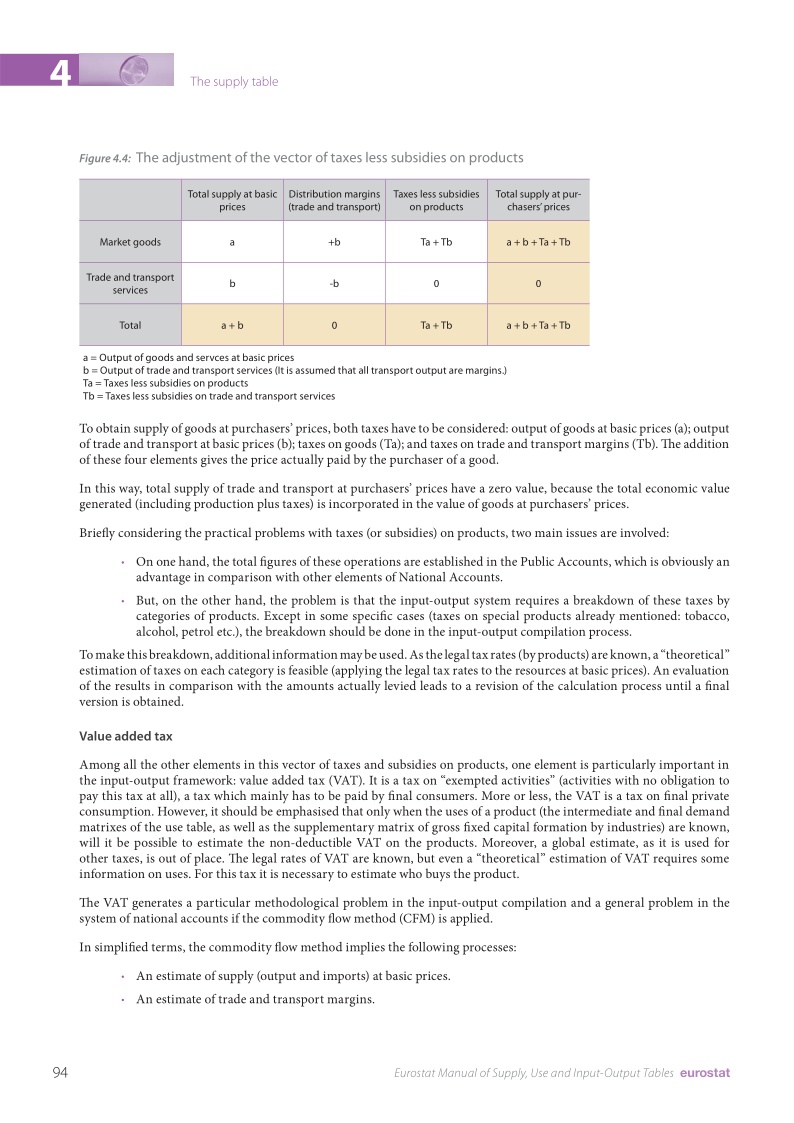 4
The supply table
Figure 4.4: The adjustment of the vector of taxes less subsidies on products
Total supply at basic prices
Distribution margins (trade and transport)
Taxes less subsidies on products
Total supply at pur-
chasers' prices
Market goods a +b Ta + Tb a + b + Ta + Tb
Trade and transport services b -b 0 0
Total a + b 0 Ta + Tb a + b + Ta + Tb
a = Output of goods and servces at basic prices
b = Output of trade and transport services (It is assumed that all transport output are margins.)
Ta = Taxes less subsidies on products
Tb = Taxes less subsidies on trade and transport services
To obtain supply of goods at purchasers' prices, both taxes have to be considered: output of goods at basic prices (a); output
of trade and transport at basic prices (b); taxes on goods (Ta); and taxes on trade and transport margins (Tb). The addition
of these four elements gives the price actually paid by the purchaser of a good.
In this way, total supply of trade and transport at purchasers' prices have a zero value, because the total economic value
generated (including production plus taxes) is incorporated in the value of goods at purchasers' prices.
Briefly considering the practical problems with taxes (or subsidies) on products, two main issues are involved:
• On one hand, the total figures of these operations are established in the Public Accounts, which is obviously an
advantage in comparison with other elements of National Accounts.
• But, on the other hand, the problem is that the input-output system requires a breakdown of these taxes by
categories of products. Except in some specific cases (taxes on special products already mentioned: tobacco,
alcohol, petrol etc.), the breakdown should be done in the input-output compilation process.
To make this breakdown, additional information may be used. As the legal tax rates (by products) are known, a “theoretical”
estimation of taxes on each category is feasible (applying the legal tax rates to the resources at basic prices). An evaluation
of the results in comparison with the amounts actually levied leads to a revision of the calculation process until a final
version is obtained.
Value added tax
Among all the other elements in this vector of taxes and subsidies on products, one element is particularly important in
the input-output framework: value added tax (VAT). It is a tax on “exempted activities” (activities with no obligation to
pay this tax at all), a tax which mainly has to be paid by final consumers. More or less, the VAT is a tax on final private
consumption. However, it should be emphasised that only when the uses of a product (the intermediate and final demand
matrixes of the use table, as well as the supplementary matrix of gross fixed capital formation by industries) are known,
will it be possible to estimate the non-deductible VAT on the products. Moreover, a global estimate, as it is used for
other taxes, is out of place. The legal rates of VAT are known, but even a “theoretical” estimation of VAT requires some
information on uses. For this tax it is necessary to estimate who buys the product.
The VAT generates a particular methodological problem in the input-output compilation and a general problem in the
system of national accounts if the commodity flow method (CFM) is applied.
In simplified terms, the commodity flow method implies the following processes:
• An estimate of supply (output and imports) at basic prices.
• An estimate of trade and transport margins.
94
Eurostat Manual of Supply, Use and Input-Output Tables eurostat